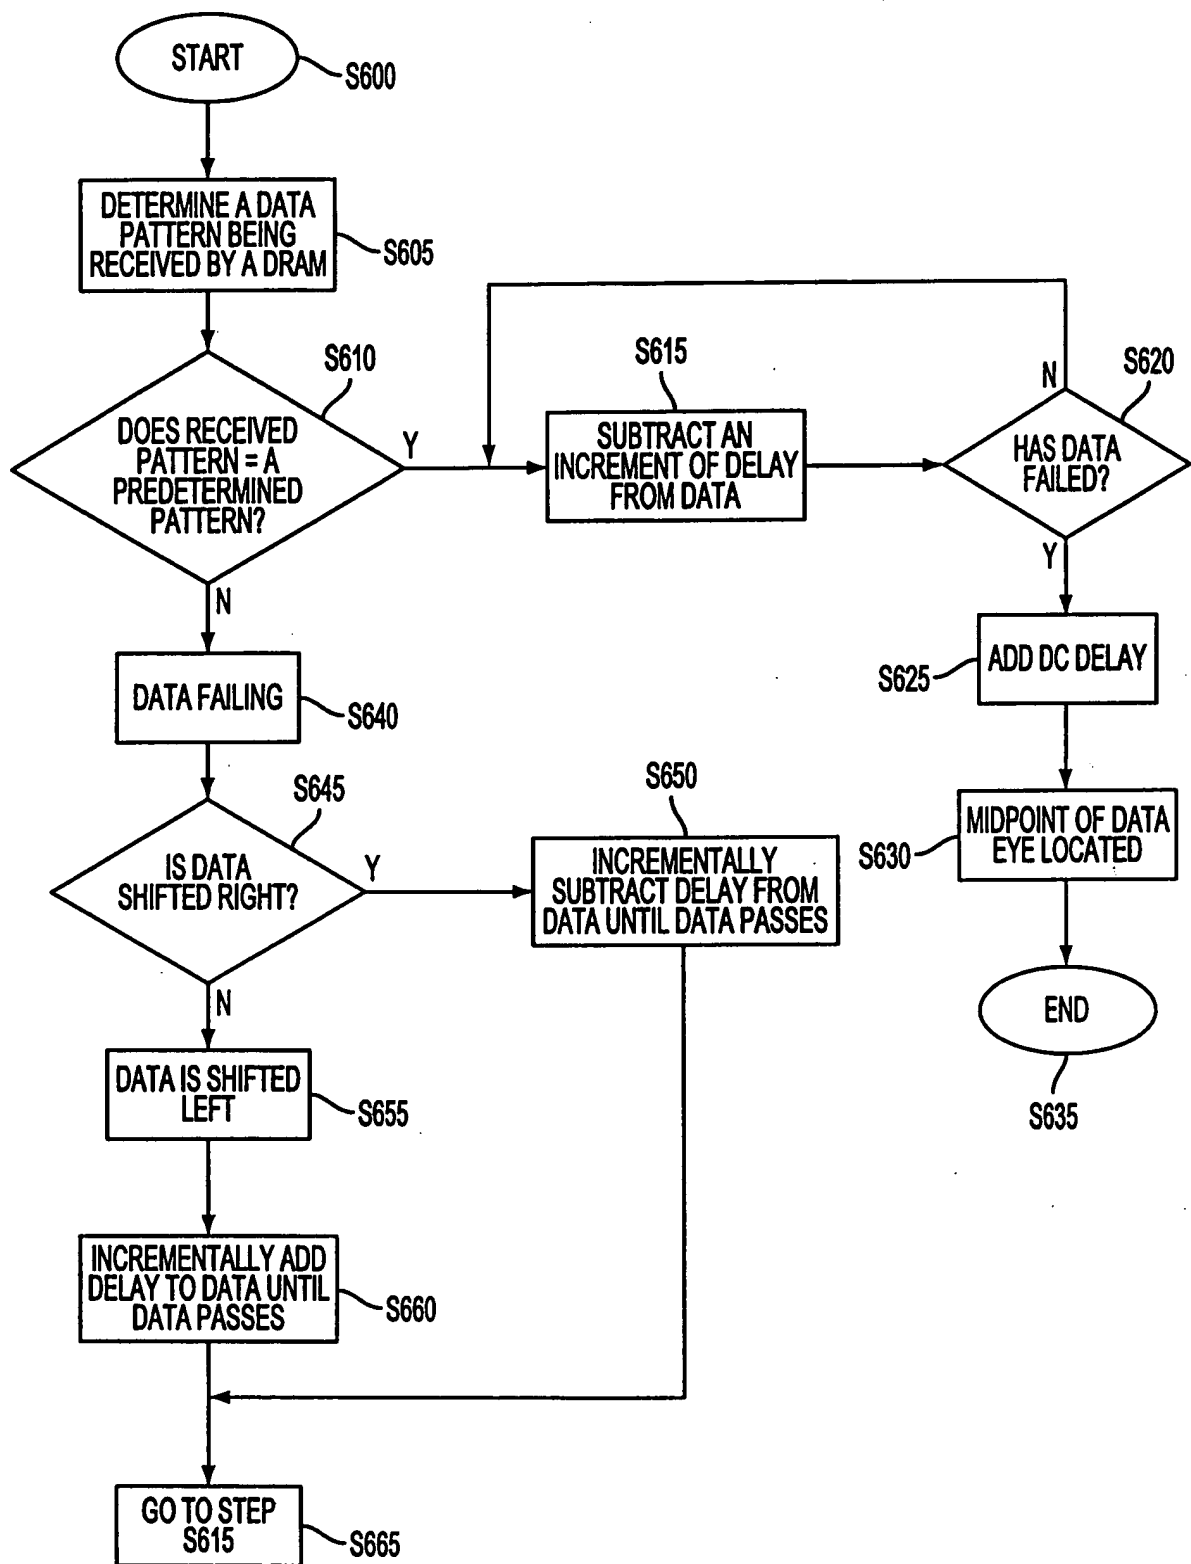 START
S600
DETERMINE A DATA
PATTERN BEING
RECEIVED BY A DRAM
S605
S610
DOES RECEIVED
PATTERN = A
PREDETERMINED
PATTERN?
Y
N
S615
SUBTRACT AN
INCREMENT OF DELAY
FROM DATA
S620
N
HAS DATA
FAILED?
Y
ADD DC DELAY
S625
MIDPOINT OF DATA
EYE LOCATED
S630
END
S635
DATA FAILING
S640
S645
IS DATA
SHIFTED RIGHT?
Y
N
S650
INCREMENTALLY
SUBTRACT DELAY FROM
DATA UNTIL DATA PASSES
DATA IS SHIFTED
LEFT
S655
INCREMENTALLY ADD
DELAY TO DATA UNTIL
DATA PASSES
S660
GO TO STEP
S615
S665